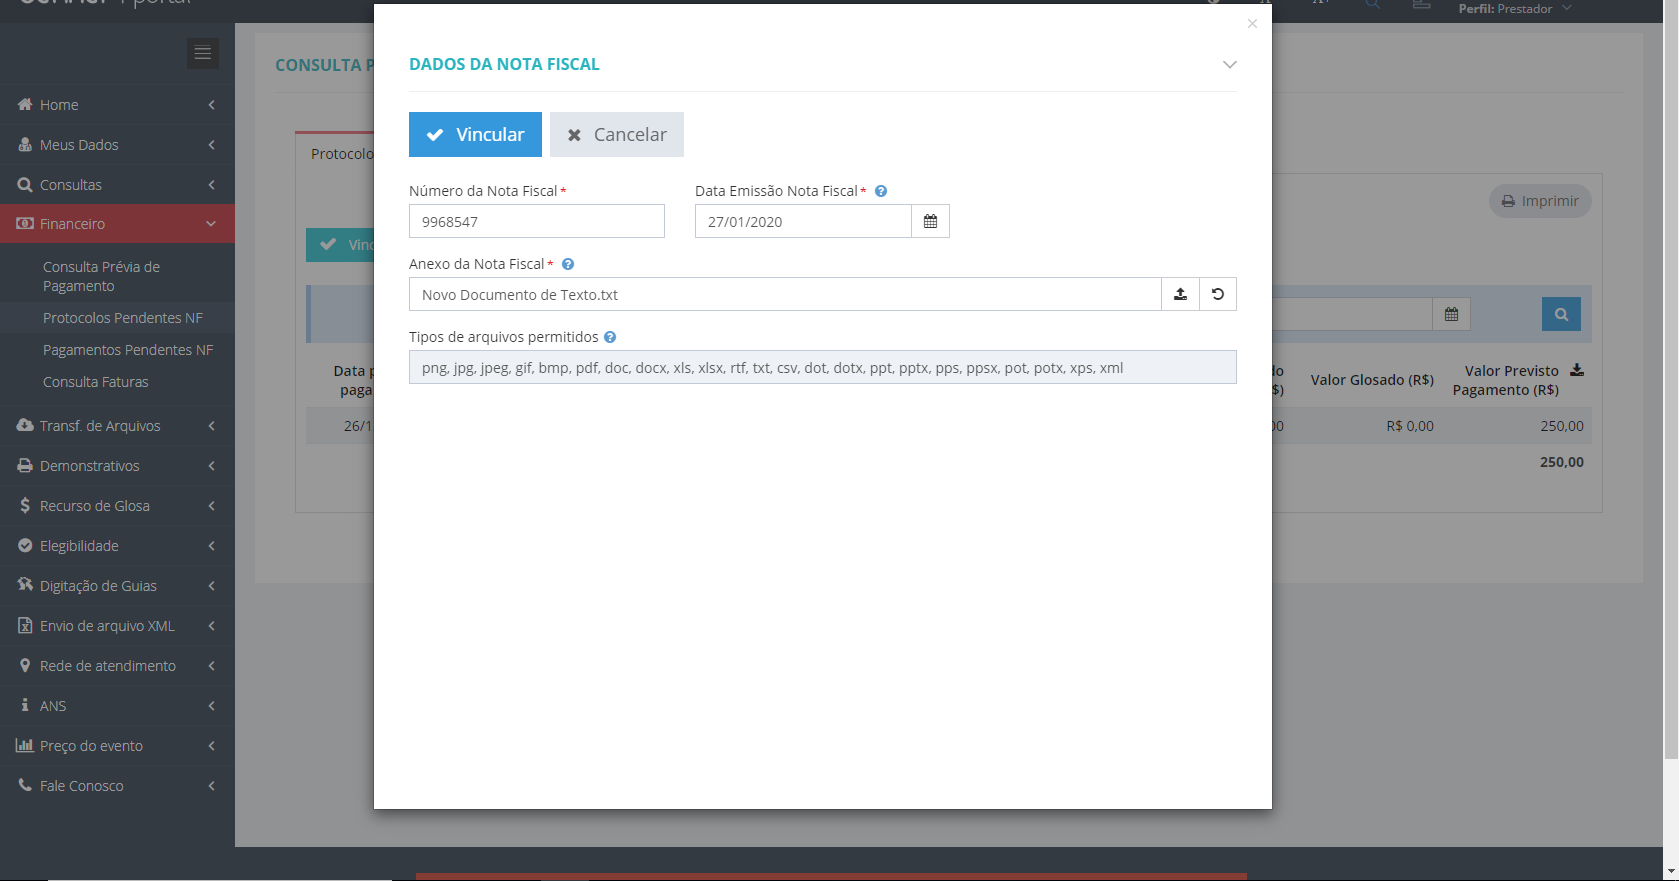 portal
Perfil: Prestador
Home
Meus Dados
Consultas
Financeiro
Consulta Prévia de
Pagamento
Protocolos Pendentes NF
Pagamentos Pendentes NF
Consulta Faturas
Transf. de Arquivos
Demonstrativos
Recurso de Glosa
Elegibilidade
Digitação de Guias
Envio de arquivo XML
Rede de atendimento
ANS
Preço do evento
Fale Conosco
CONSULTA P
Protocolo
Vinc
Data p
paga
26/1
DADOS DA NOTA FISCAL
×
Vincular
Cancelar
Número da Nota Fiscal*
Data Emissão Nota Fiscal*
9968547
27/01/2020
Anexo da Nota Fiscal*
Novo Documento de Texto.txt
Tipos de arquivos permitidos
png, jpg, jpeg, gif, bmp, pdf, doc, docx, xls, xlsx, rtf, txt, csv, dot, dotx, ppt, pptx, pps, ppsx, pot, potx, xps, xml
Imprimir
do
$)
Valor Glosado (R$)
Valor Previsto
Pagamento (R$)
00
R$ 0,00
250,00
250,00